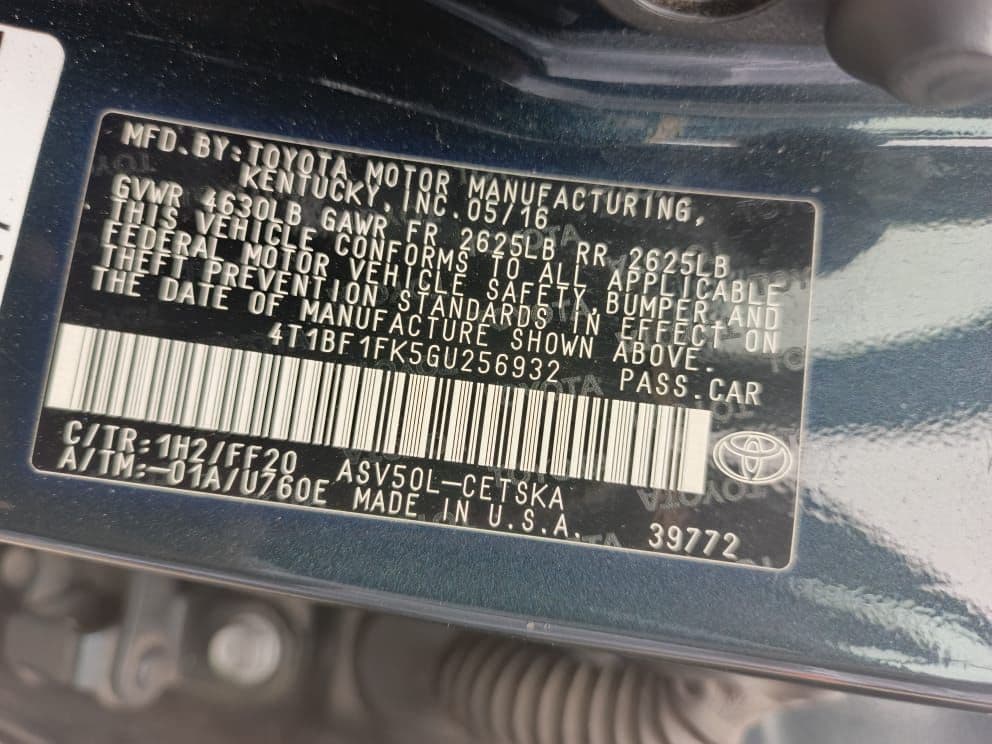 MFD.BY:TOYOTA MOTOR MANUFACTURING,
KENTUCKY, INC.05/16
GVWR 4630LB GAWR FR 2625LB RR 2625LB
THIS VEHICLE CONFORMS TO ALL APPLICABLE
FEDERAL MOTOR VEHICLE SAFETY,BUMPER,AND
THEFT PREVENTION STANDARDS IN EFFECT ON
THE DATE OF MANUFACTURE SHOWN ABOVE.
4T1BF1FK5GU256932 PASS.CAR
C/TR:1H2/FF20 ASV50L-CETSKA
A/TM:-01A/U760E MADE IN U.S.A. 39772